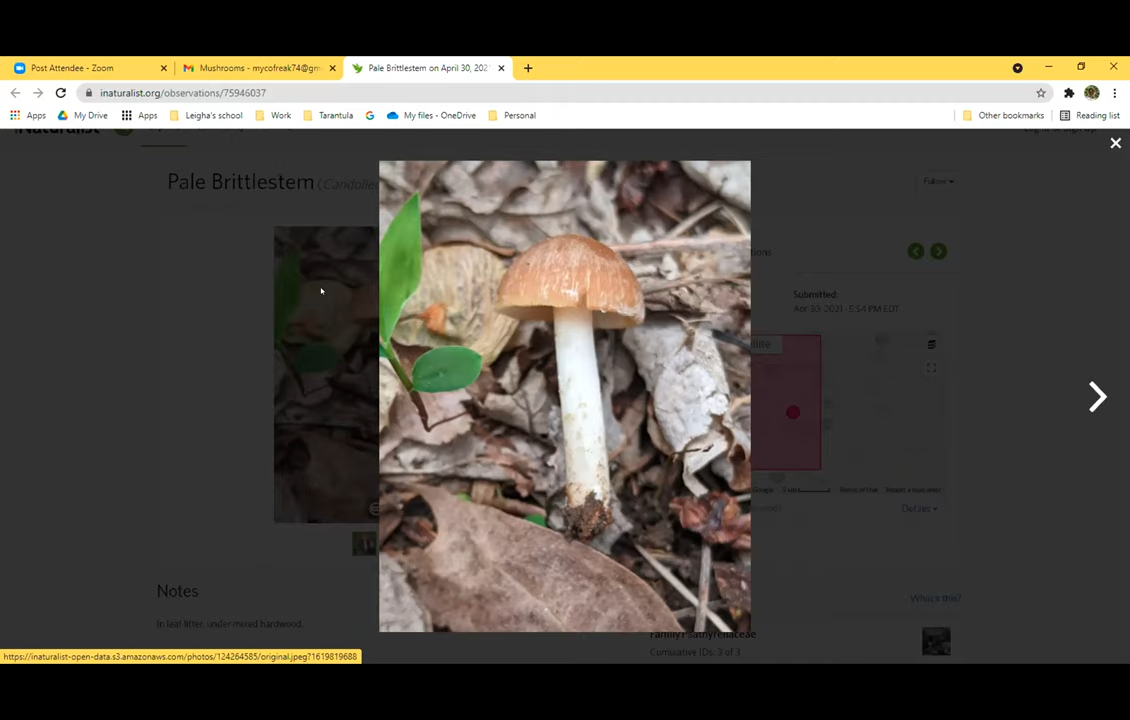 Post Attendee - Zoom
Mushrooms - mycofreak74@gm
Pale Brittlestem on April 30, 202
inaturalist.org/observations/75946037
Apps
My Drive
Apps
Leigha's school
Work
Tarantula
My files - OneDrive
Personal
Other bookmarks
Reading list
Pale Brittlestem
Follow
Submitted:
Apr 30, 2021 · 5:54 PM EDT
Details
Notes
What's this?
In leaf litter, under mixed hardwood.
Family Psathyrellaceae
Cumulative IDs: 3 of 3
https://inaturalist-open-data.s3.amazonaws.com/photos/124264585/original.jpeg?1619819688